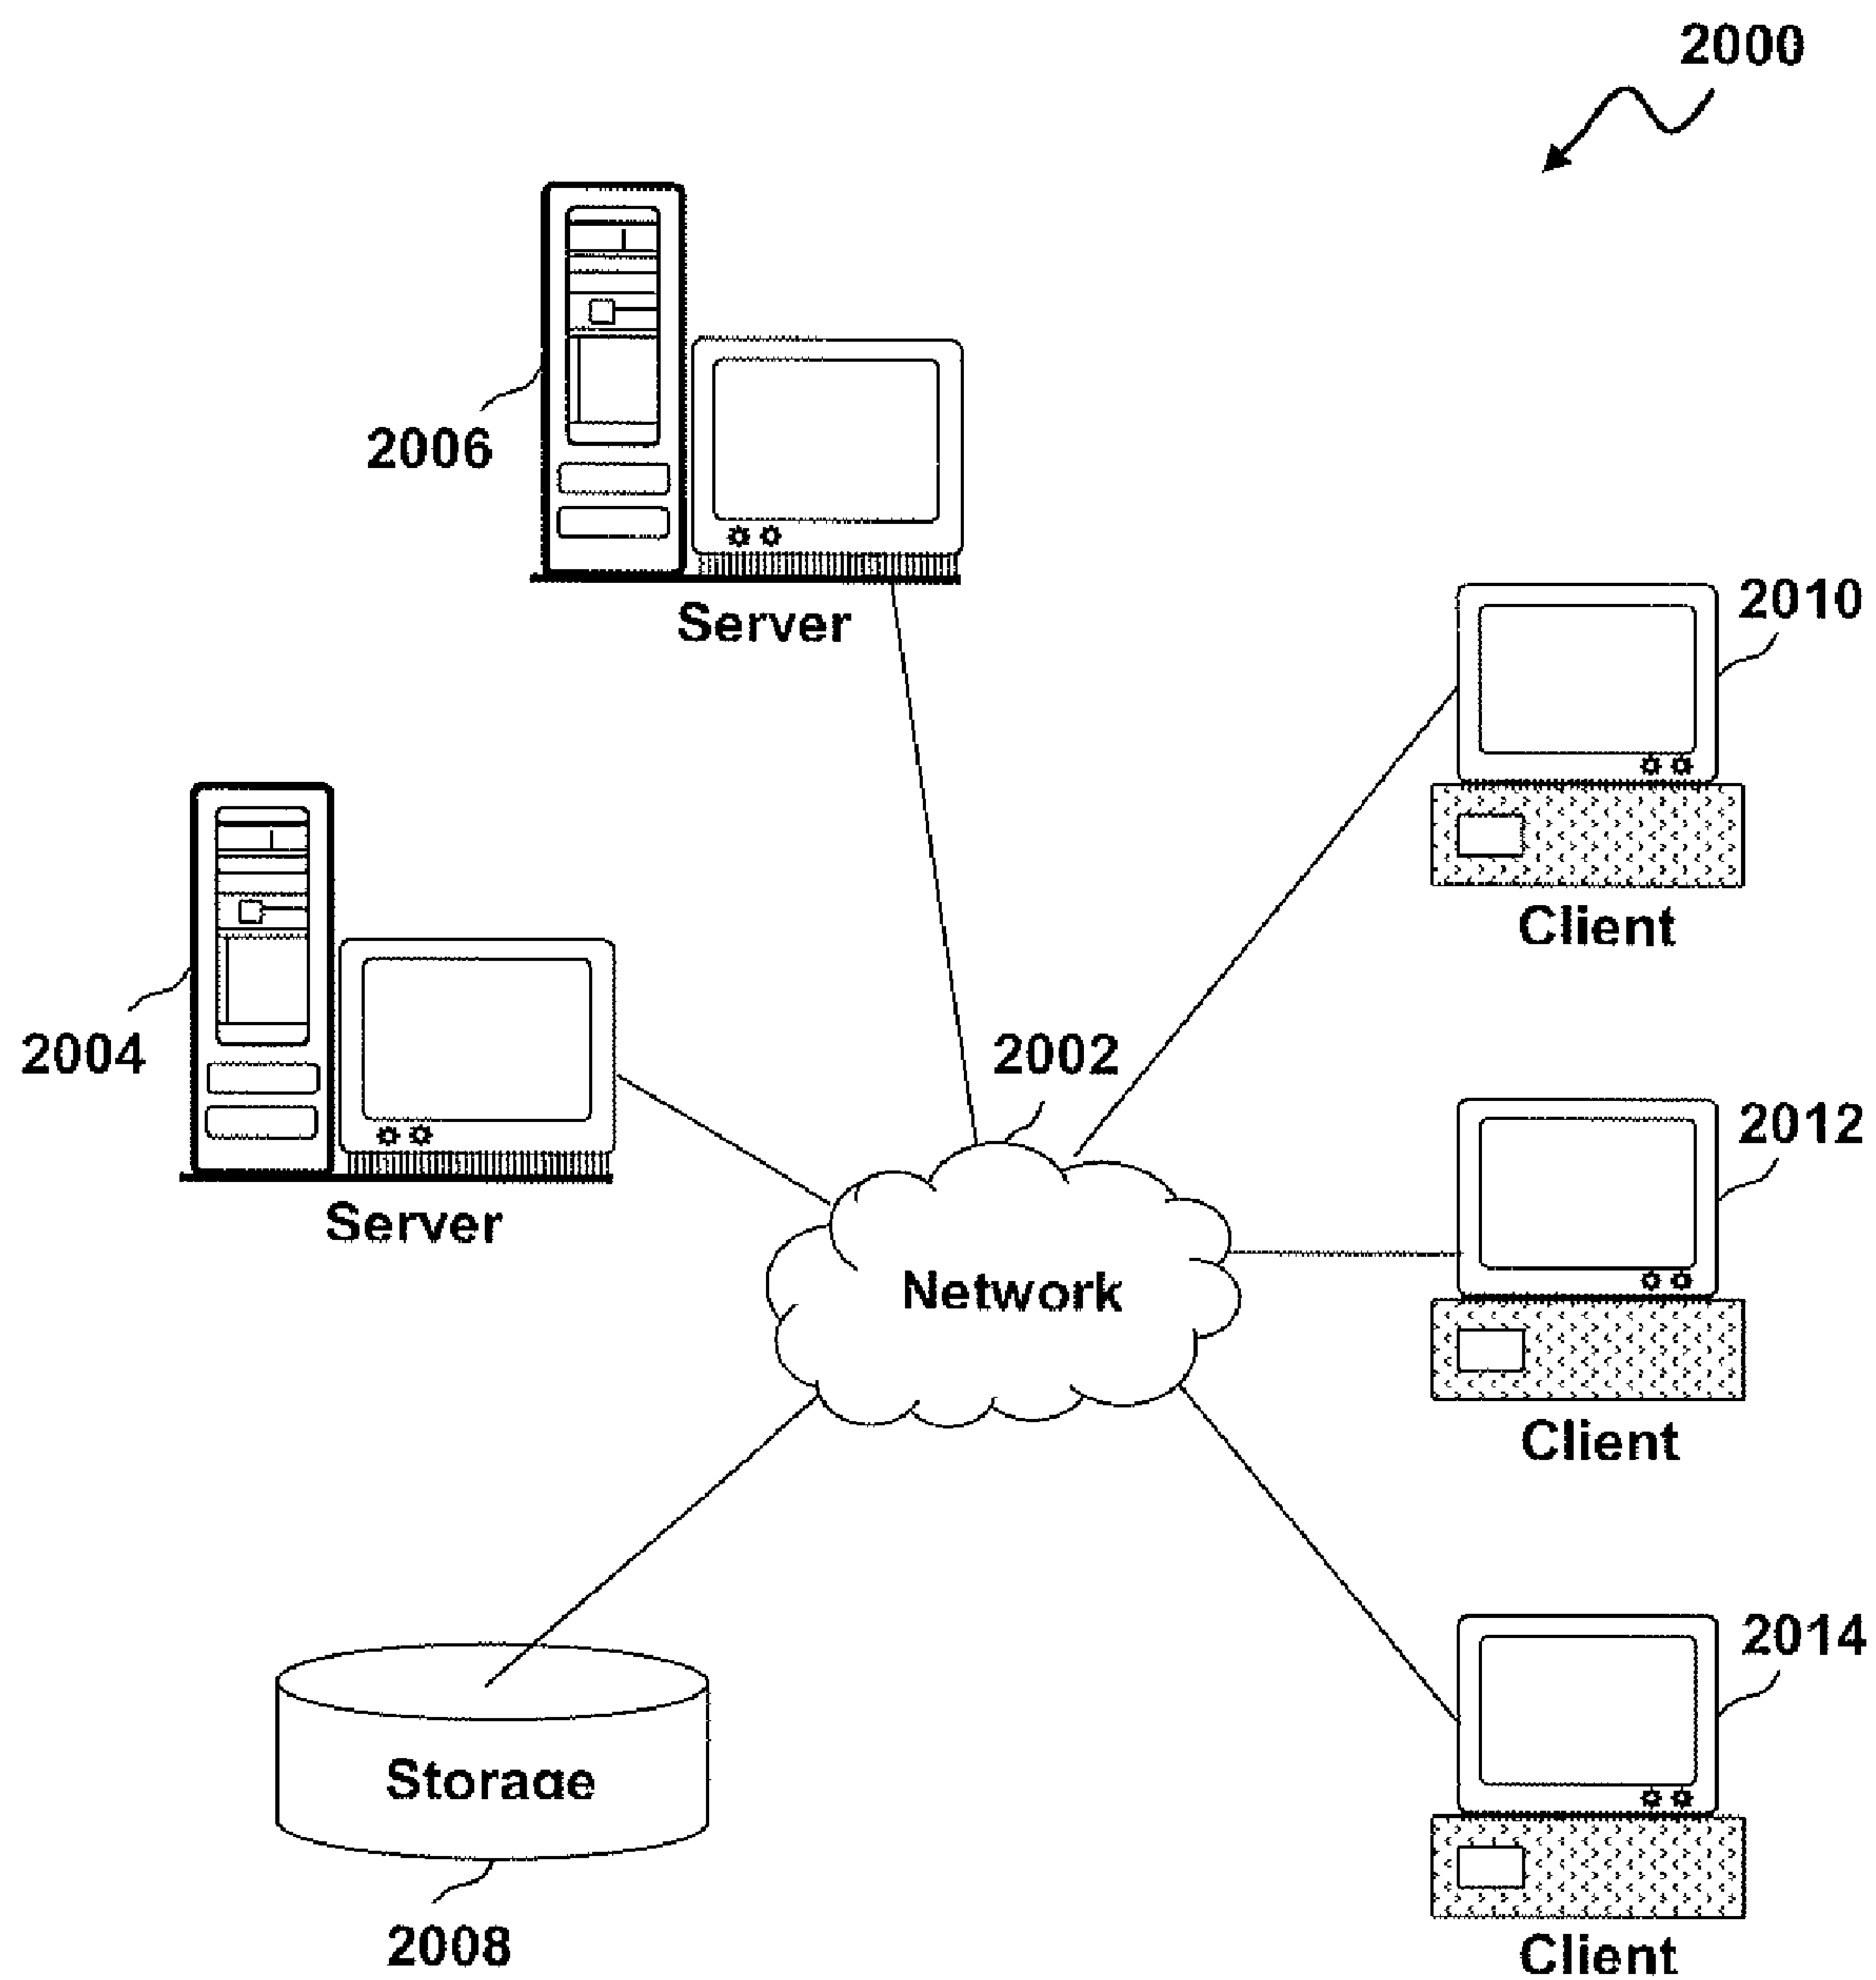 2000
2006
Server
2010
Client
2004
Server
2002
Network
2012
Client
Storage
2008
2014
Client